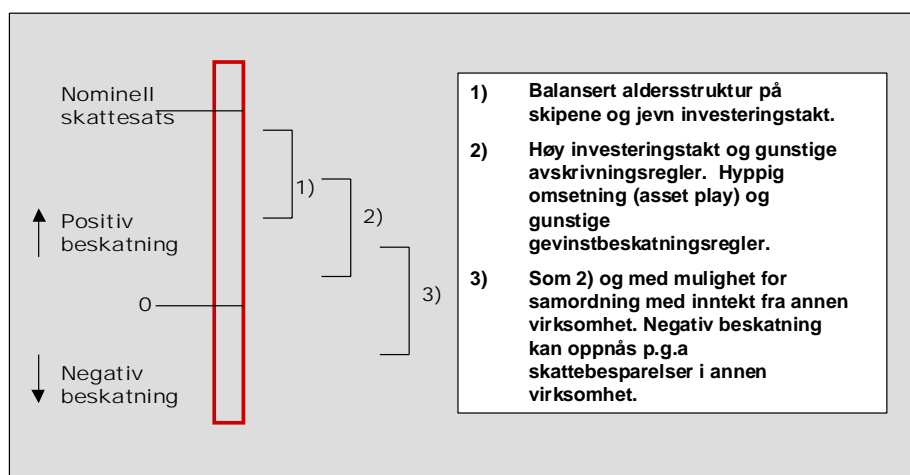 Nominell
skattesats
Positiv
beskatning
0
Negativ
beskatning
1)
2)
3)
1) Balansert aldersstruktur på
skipene og jevn investeringstakt.
2) Høy investeringstakt og gunstige
avskrivningsregler. Hyppig
omsetning (asset play) og
gunstige
gevinstbeskatningsregler.
3) Som 2) og med mulighet for
samordning med inntekt fra annen
virksomhet. Negativ beskatning
kan oppnås p.g.a
skattebesparelser i annen
virksomhet.